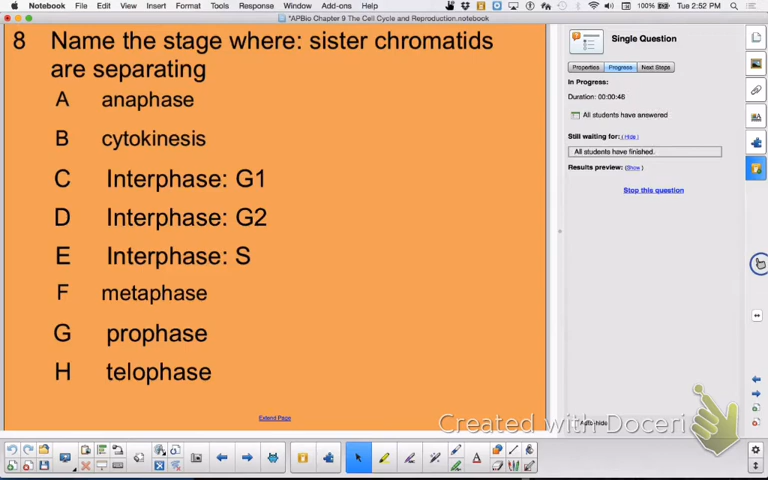 Notebook File Edit View Insert Format Tools Response Window Add-ons Help 100% Tue 2:52 PM
*APBio Chapter 9 The Cell Cycle and Reproduction.notebook
8 Name the stage where: sister chromatids
are separating
A anaphase
B cytokinesis
C Interphase: G1
D Interphase: G2
E Interphase: S
F metaphase
G prophase
H telophase
Extend Page
Single Question
Properties Progress Next Steps
In Progress:
Duration: 00:00:46
All students have answered
Still waiting for: (Hide)
All students have finished.
Results preview: (Show)
Stop this question
Auto-hide
Created with Doceri